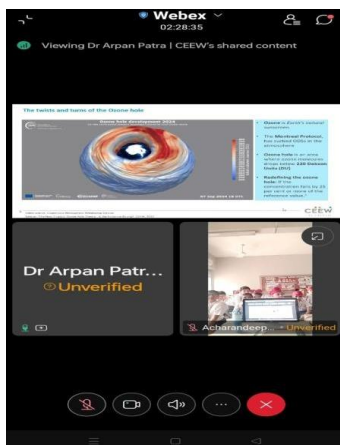 Webex
02:28:35
Viewing Dr Arpan Patra | CEEW's shared content
The twists and turns of the Ozone hole
Ozone hole development 2024
Ozone is Earth's natural sunscreen.
The Montreal Protocol, has curbed ODSs in the atmosphere
Ozone hole is an area where ozone molecules drops below 220 Dobson Units (DU)
Redefining the ozone hole: if the concentration falls by 25 per cent or more of the reference value.
CEEW
Dr Arpan Patr...
Unverified
Acharandeep...
Unverified